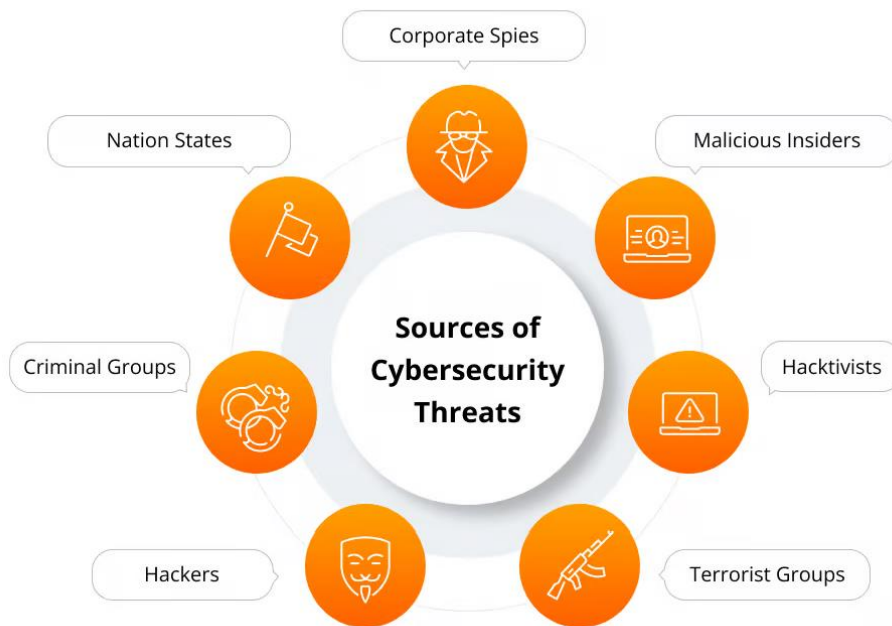 Corporate Spies
Nation States
Malicious Insiders
Sources of
Cybersecurity
Threats
Criminal Groups
Hacktivists
Hackers
Terrorist Groups